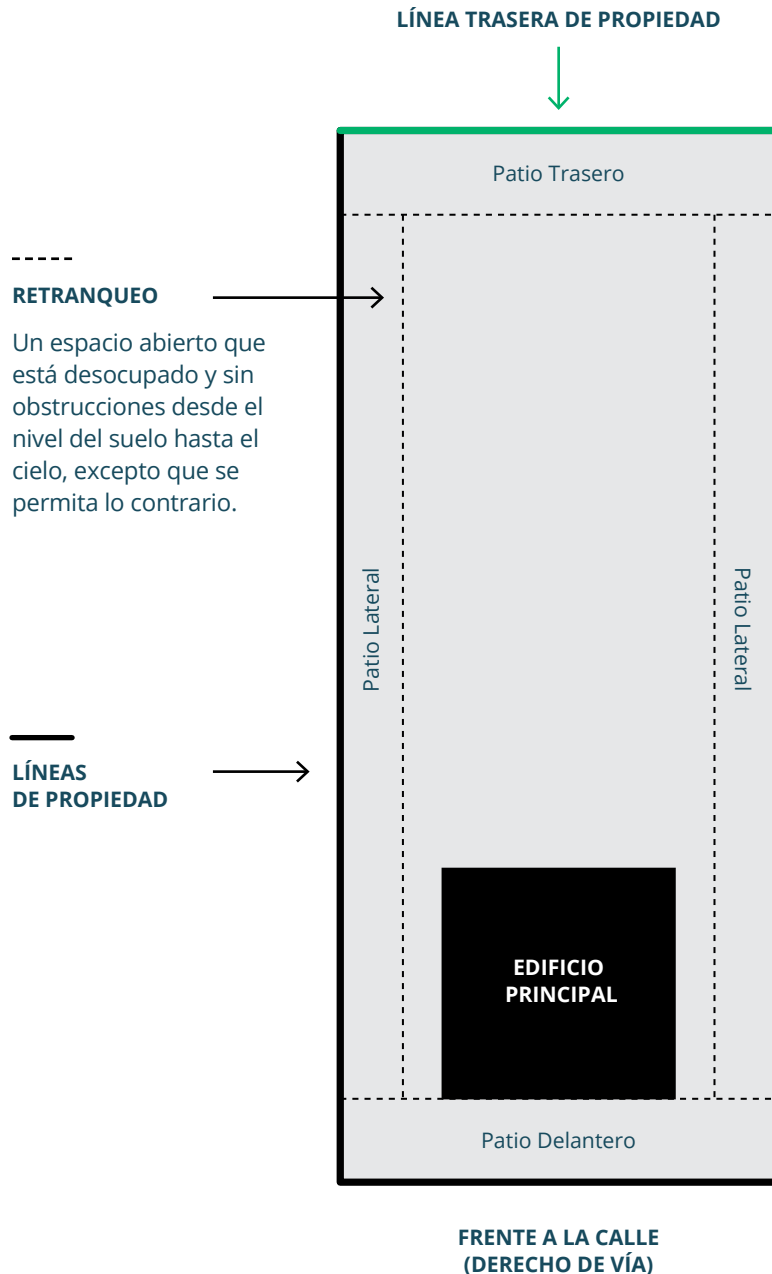 LÍNEA TRASERA DE PROPIEDAD
Patio Trasero
RETRANQUEO
Un espacio abierto que
está desocupado y sin
obstrucciones desde el
nivel del suelo hasta el
cielo, excepto que se
permita lo contrario.
Patio Lateral
Patio Lateral
LÍNEAS
DE PROPIEDAD
EDIFICIO
PRINCIPAL
Patio Delantero
FRENTE A LA CALLE
(DERECHO DE VÍA)